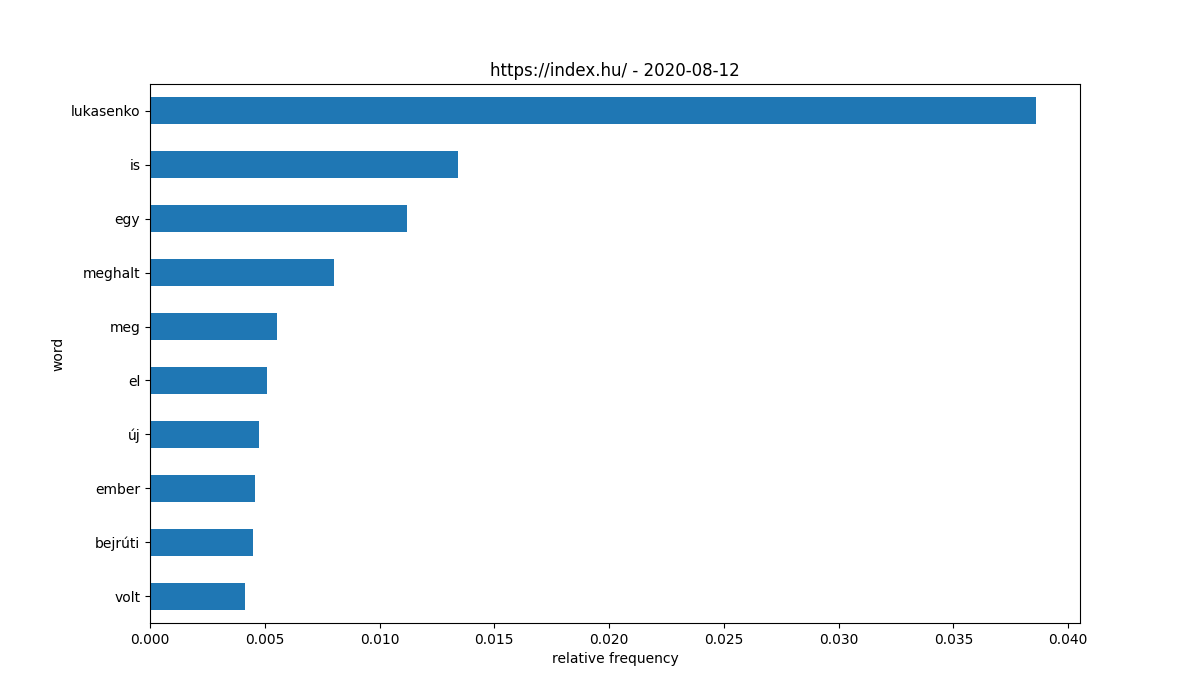 https://index.hu/ - 2020-08-12
lukasenko
is
egy
meghalt
meg
el
új
ember
bejrúti
volt
word
0.000 0.005 0.010 0.015 0.020 0.025 0.030 0.035 0.040
relative frequency